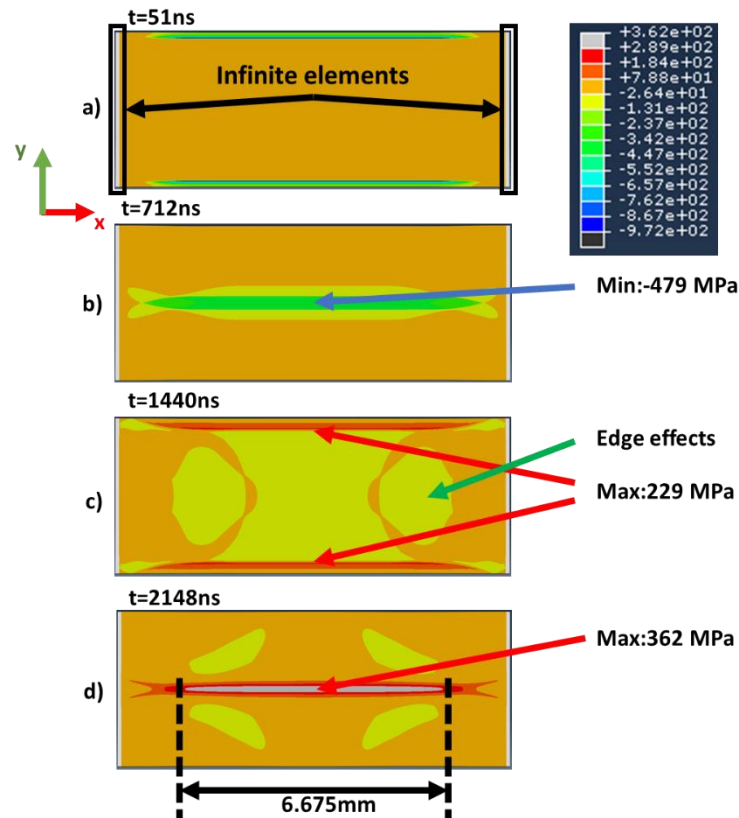 t=51ns
Infinite elements
a)
y
x
+3.62e+02
+2.89e+02
+1.84e+02
+7.88e+01
-2.64e+01
-1.31e+02
-2.37e+02
-3.42e+02
-4.47e+02
-5.52e+02
-6.57e+02
-7.62e+02
-8.67e+02
-9.72e+02
t=712ns
b)
Min:-479 MPa
t=1440ns
c)
Edge effects
Max:229 MPa
t=2148ns
d)
Max:362 MPa
6.675mm